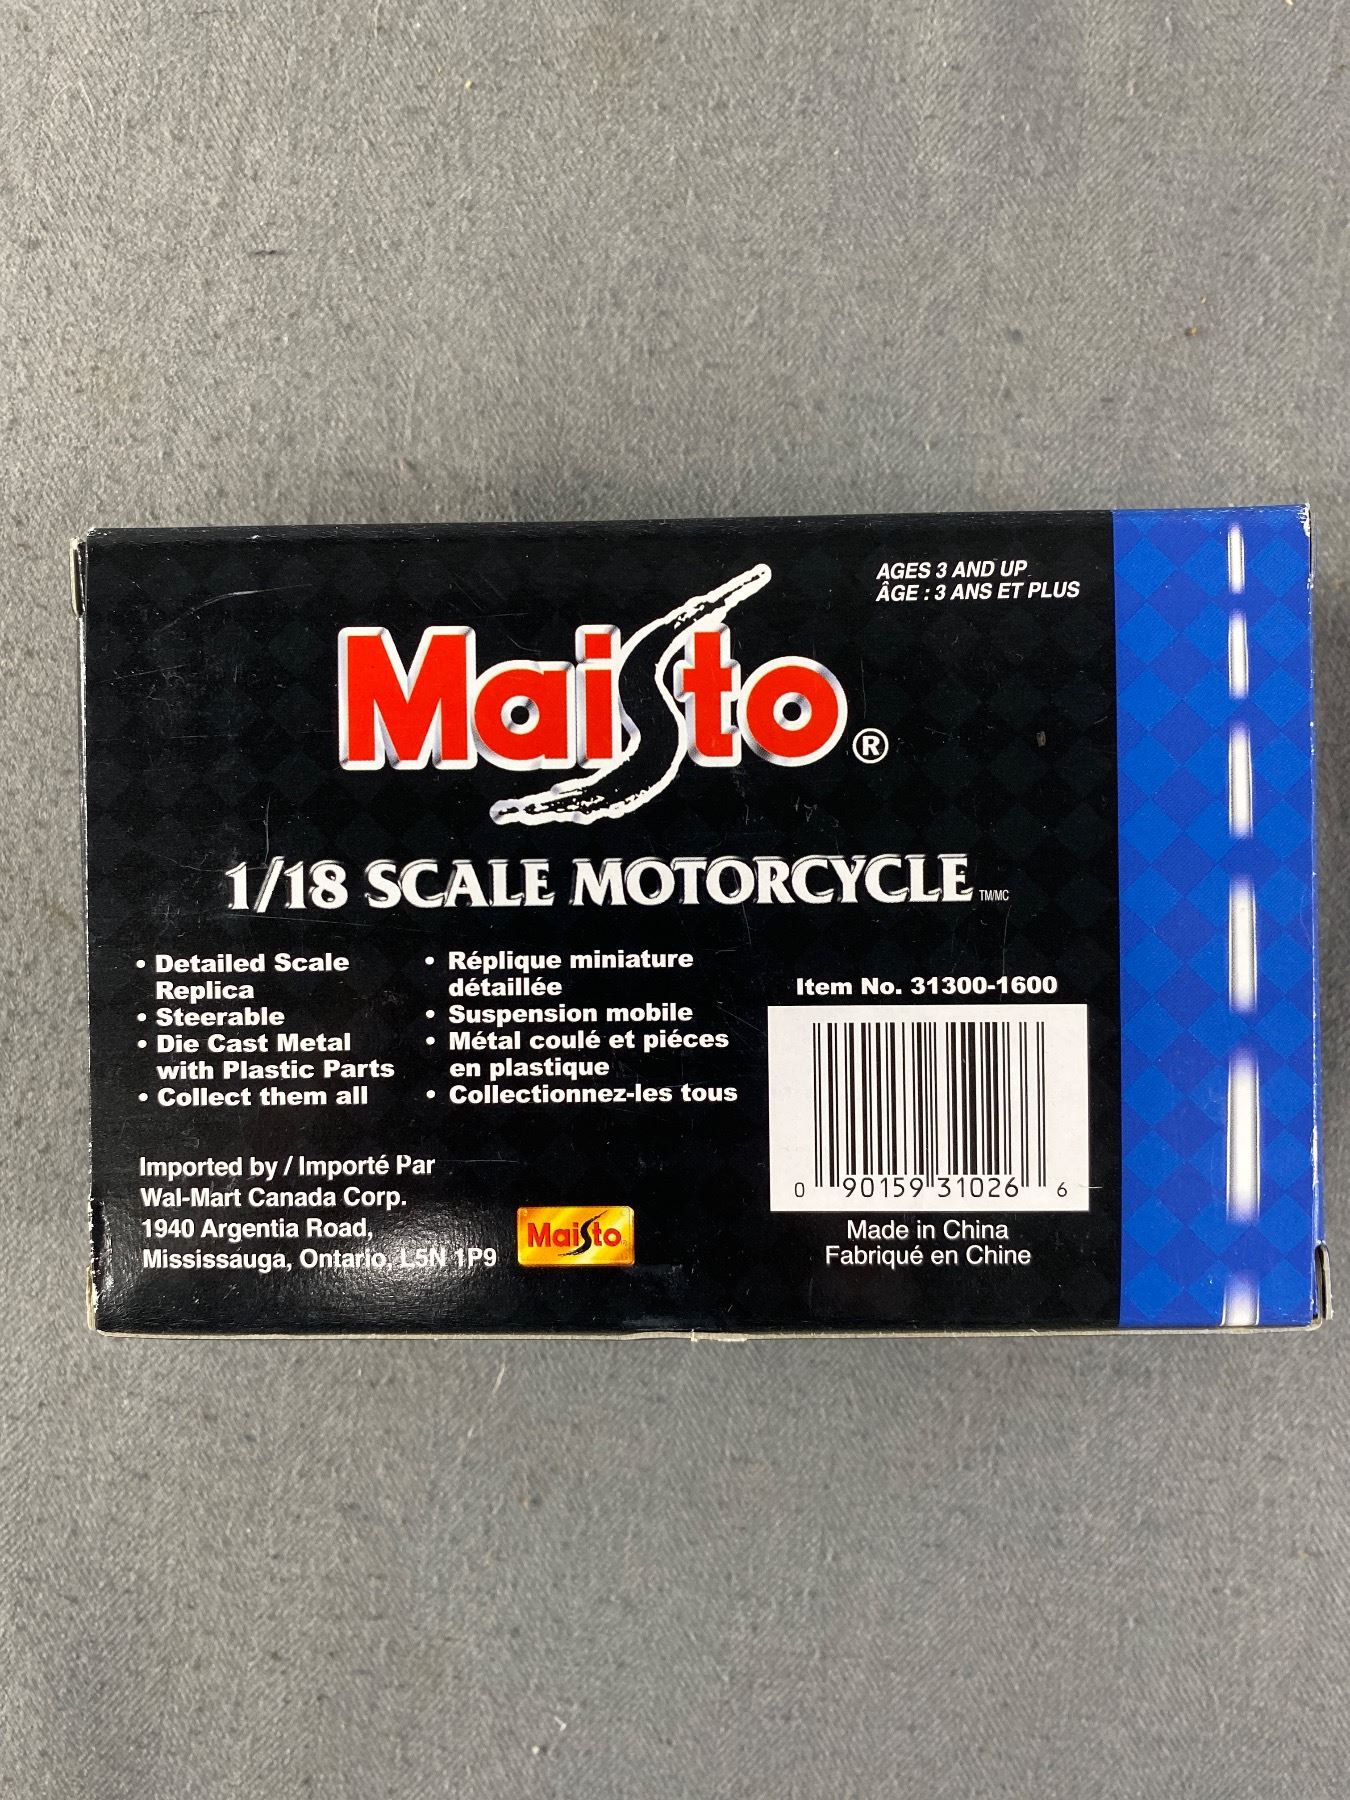 AGES 3 AND UP
ÂGE : 3 ANS ET PLUS
Maisto ®
1/18 SCALE MOTORCYCLE TM/MC
• Detailed Scale
Replica
• Steerable
• Die Cast Metal
with Plastic Parts
• Collect them all
• Réplique miniature
détaillée
• Suspension mobile
• Métal coulé et piéces
en plastique
• Collectionnez-les tous
Item No. 31300-1600
0 90159 31026 6
Made in China
Fabriqué en Chine
Imported by / Importé Par
Wal-Mart Canada Corp.
1940 Argentia Road,
Mississauga, Ontario, L5N 1P9
Maisto